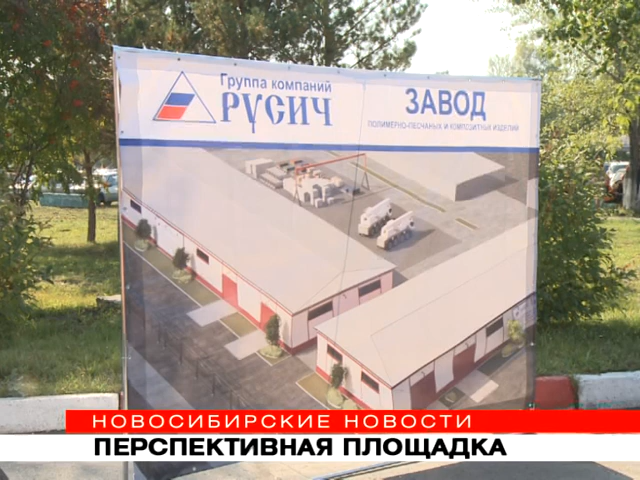 Группа компаний
РУСИЧ
ЗАВОД
ПОЛИМЕРНО-ПЕСЧАНЫХ И КОМПОЗИТНЫХ ИЗДЕЛИЙ
НОВОСИБИРСКИЕ НОВОСТИ
ПЕРСПЕКТИВНАЯ ПЛОЩАДКА